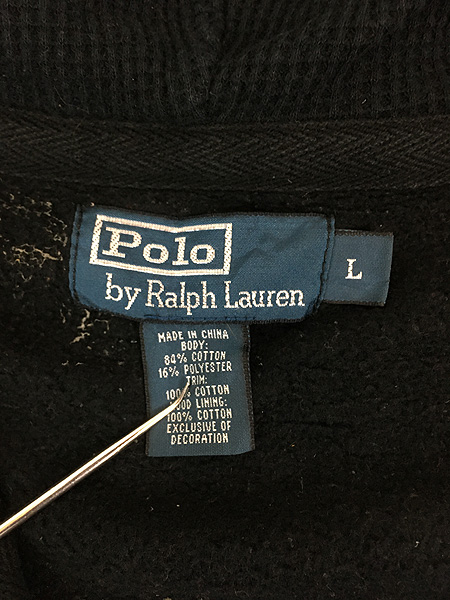 Polo
by Ralph Lauren
L
MADE IN CHINA
BODY:
84% COTTON
16% POLYESTER
TRIM:
100% COTTON
LINING:
100% COTTON
EXCLUSIVE OF
DECORATION